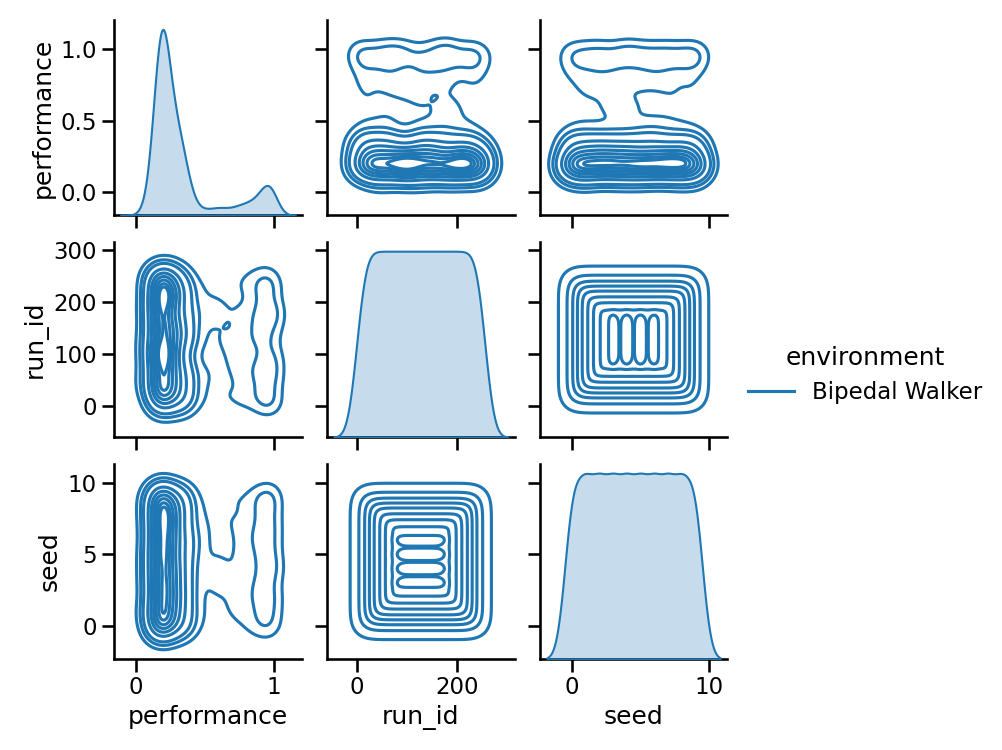 performance
1.0
0.5
0.0
run_id
300
200
100
0
environment
Bipedal Walker
seed
10
5
0
0 1
0 200
0 10
performance run_id seed